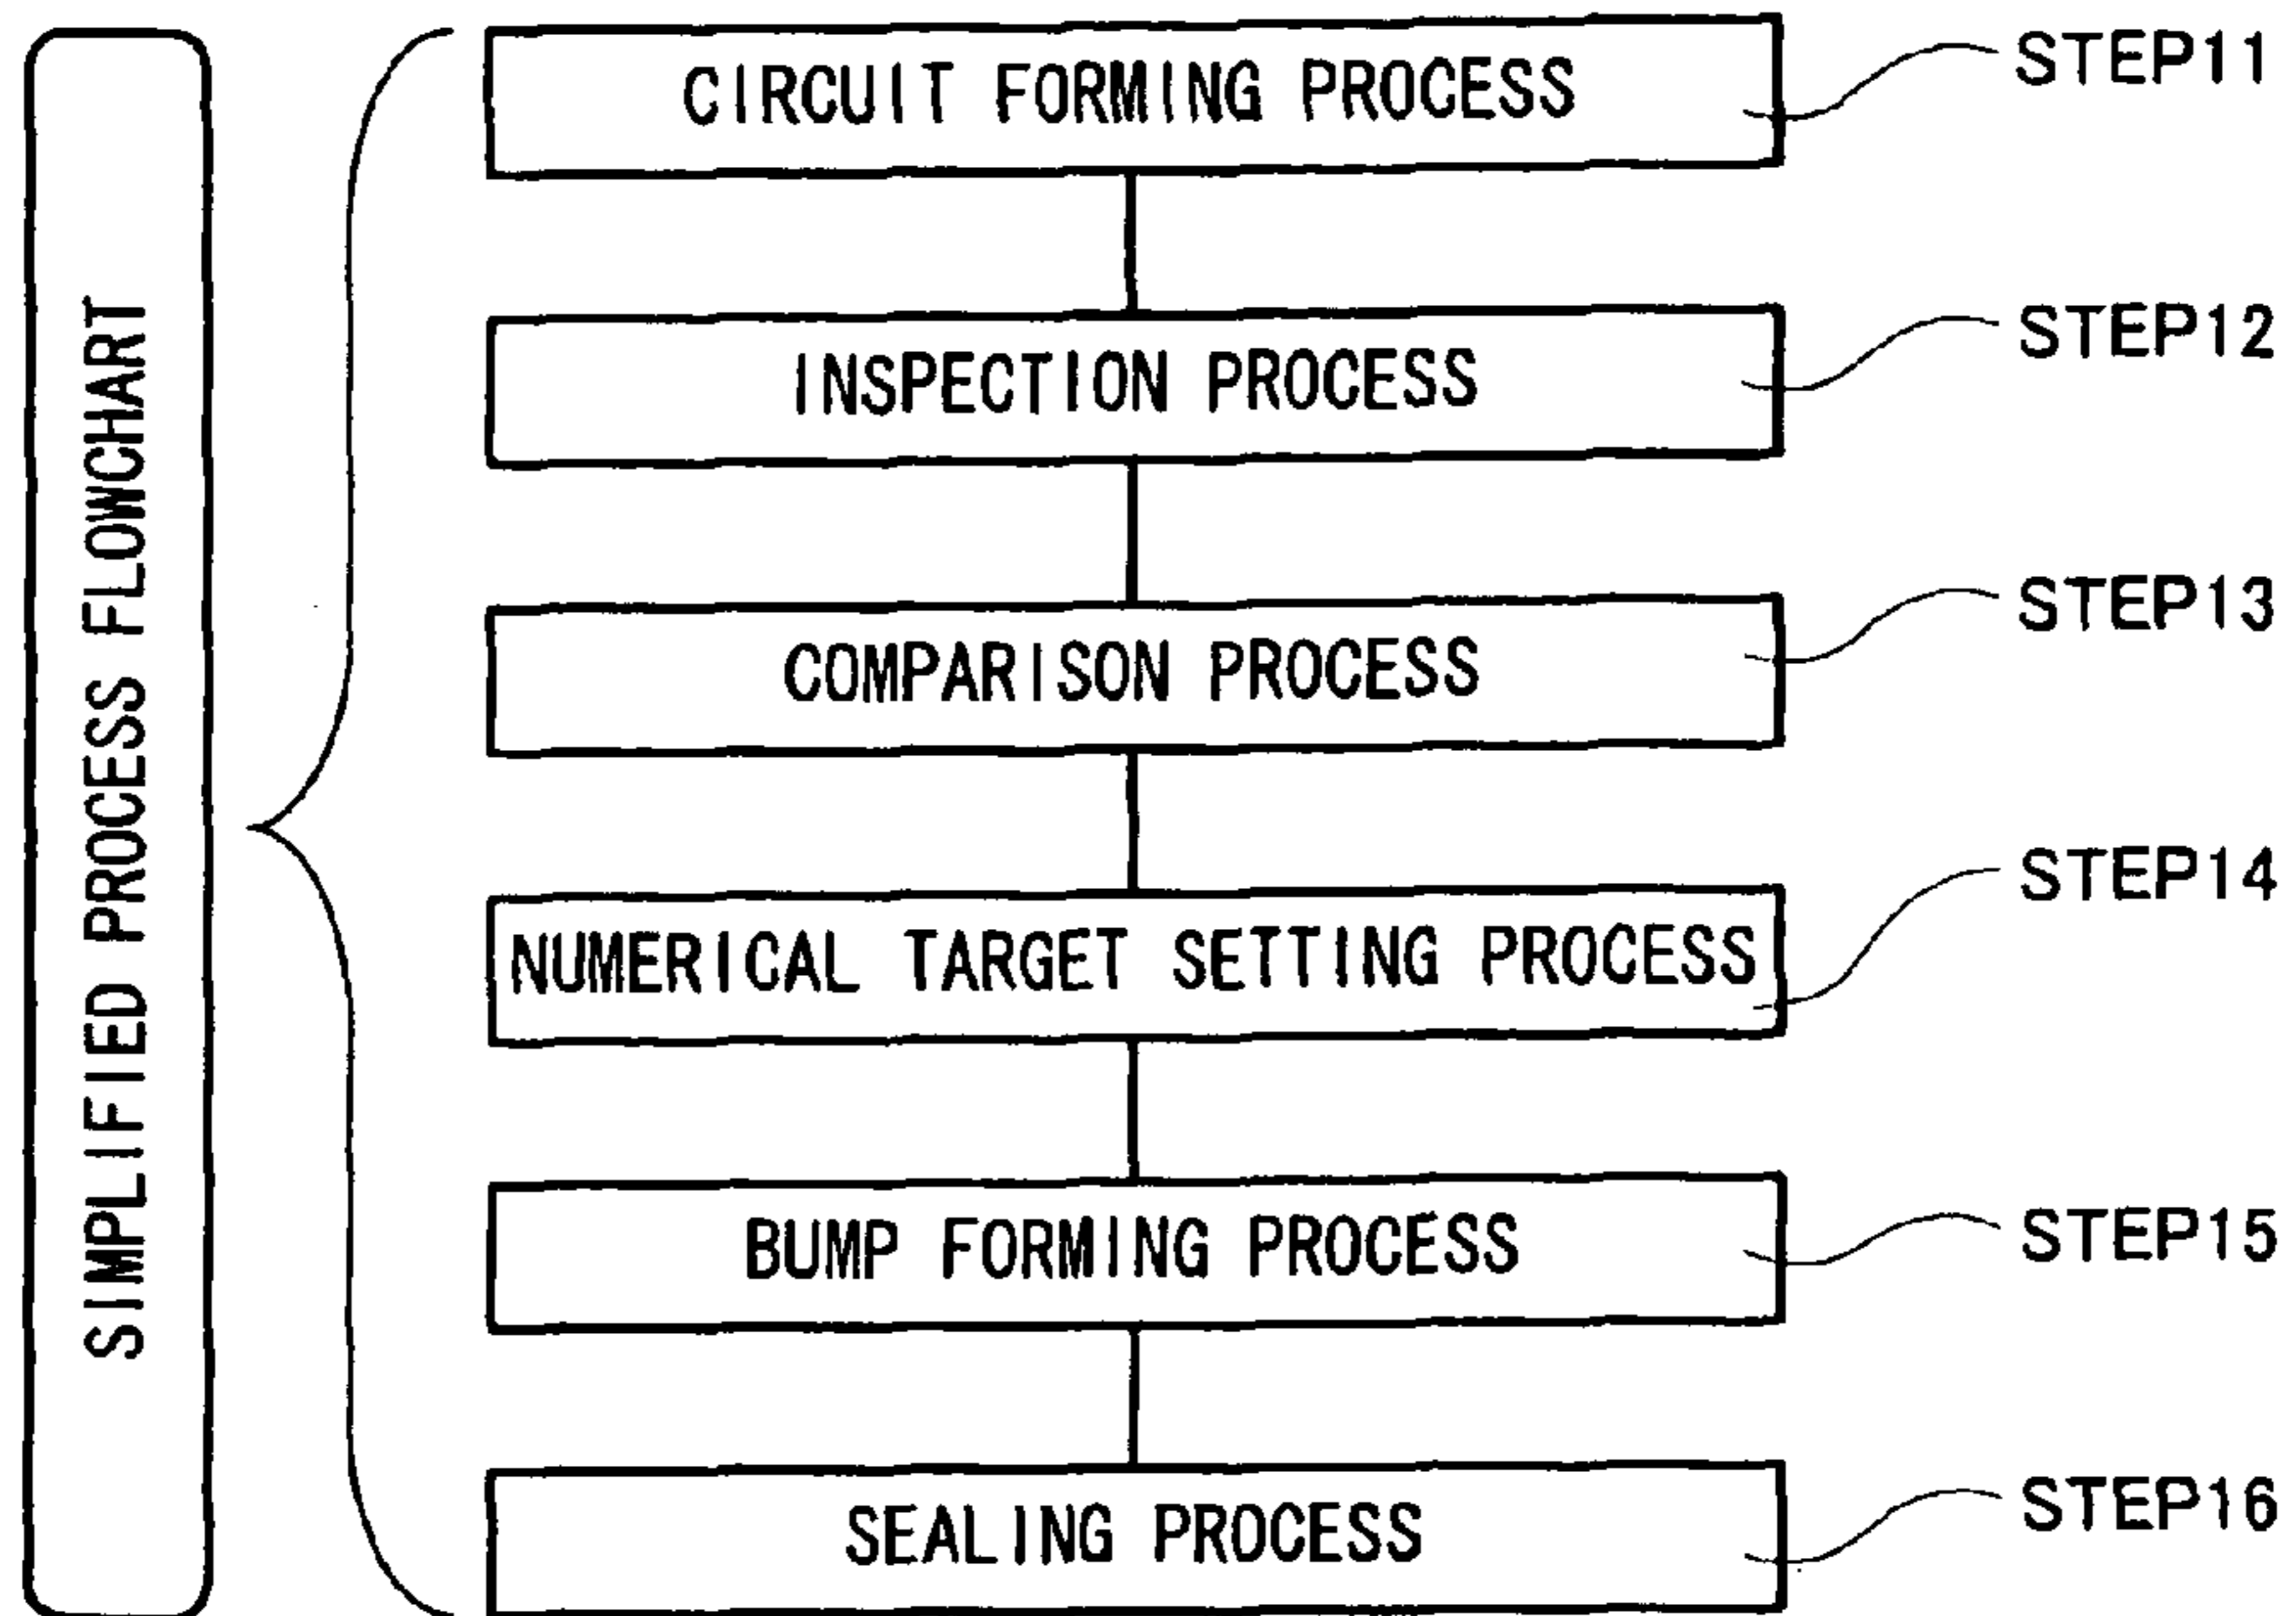 SIMPLIFIED PROCESS FLOWCHART
CIRCUIT FORMING PROCESS
STEP11
INSPECTION PROCESS
STEP12
COMPARISON PROCESS
STEP13
NUMERICAL TARGET SETTING PROCESS
STEP14
BUMP FORMING PROCESS
STEP15
SEALING PROCESS
STEP16